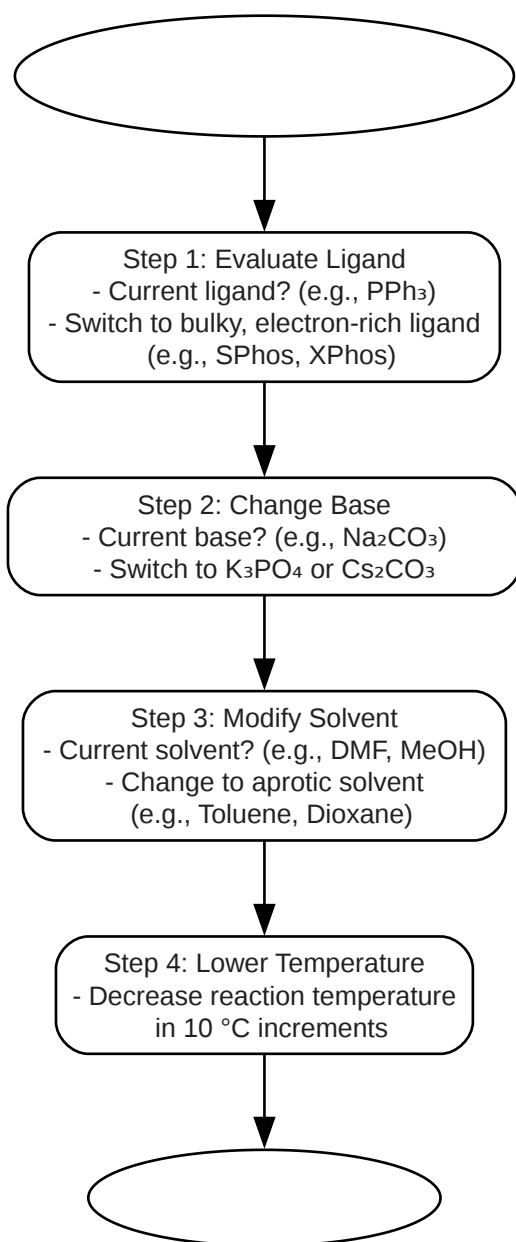 Step 1: Evaluate Ligand
- Current ligand? (e.g., PPh₃)
- Switch to bulky, electron-rich ligand
(e.g., SPhos, XPhos)
Step 2: Change Base
- Current base? (e.g., Na₂CO₃)
- Switch to K₃PO₄ or Cs₂CO₃
Step 3: Modify Solvent
- Current solvent? (e.g., DMF, MeOH)
- Change to aprotic solvent
(e.g., Toluene, Dioxane)
Step 4: Lower Temperature
- Decrease reaction temperature
in 10 °C increments